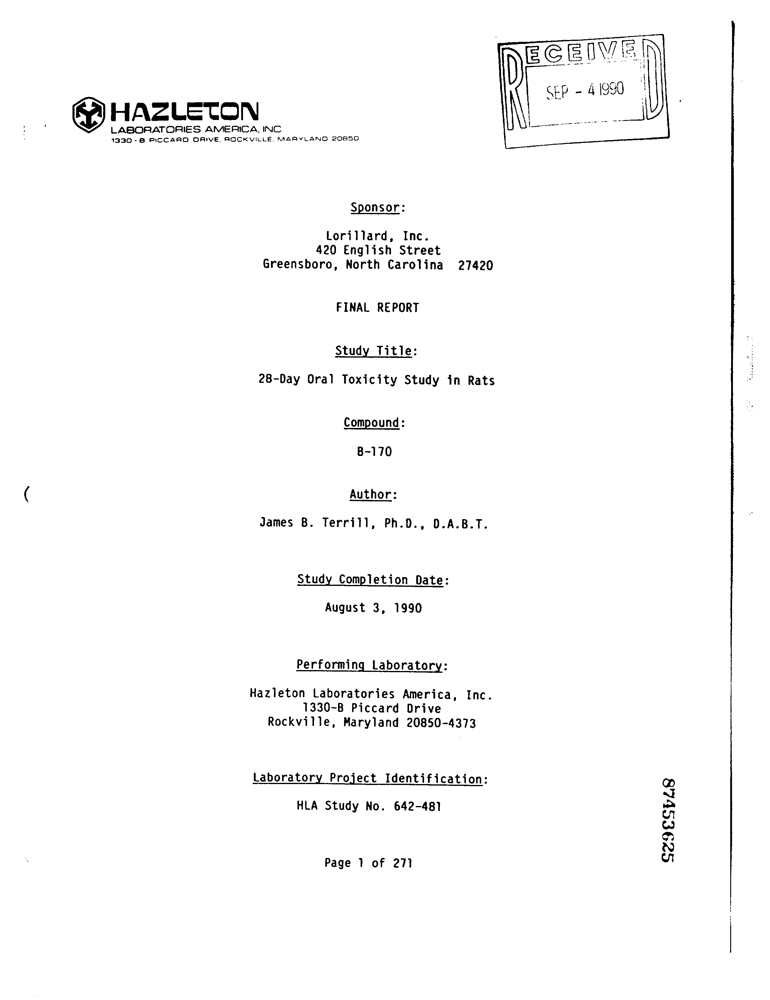 RECEIVED
SEP - 4 1990
HAZLETON
LABORATORIES AMERICA, INC.
1330-B PICCARD DRIVE, ROCKVILLE, MARYLAND 20850
Sponsor:
Lorillard, Inc.
420 English Street
Greensboro, North Carolina 27420
FINAL REPORT
Study Title:
28-Day Oral Toxicity Study in Rats
Compound:
B-170
Author:
James B. Terrill, Ph.D., D.A.B.T.
Study Completion Date:
August 3, 1990
Performing Laboratory:
Hazleton Laboratories America, Inc.
1330-B Piccard Drive
Rockville, Maryland 20850-4373
Laboratory Project Identification:
HLA Study No. 642-481
Page 1 of 271
87453625